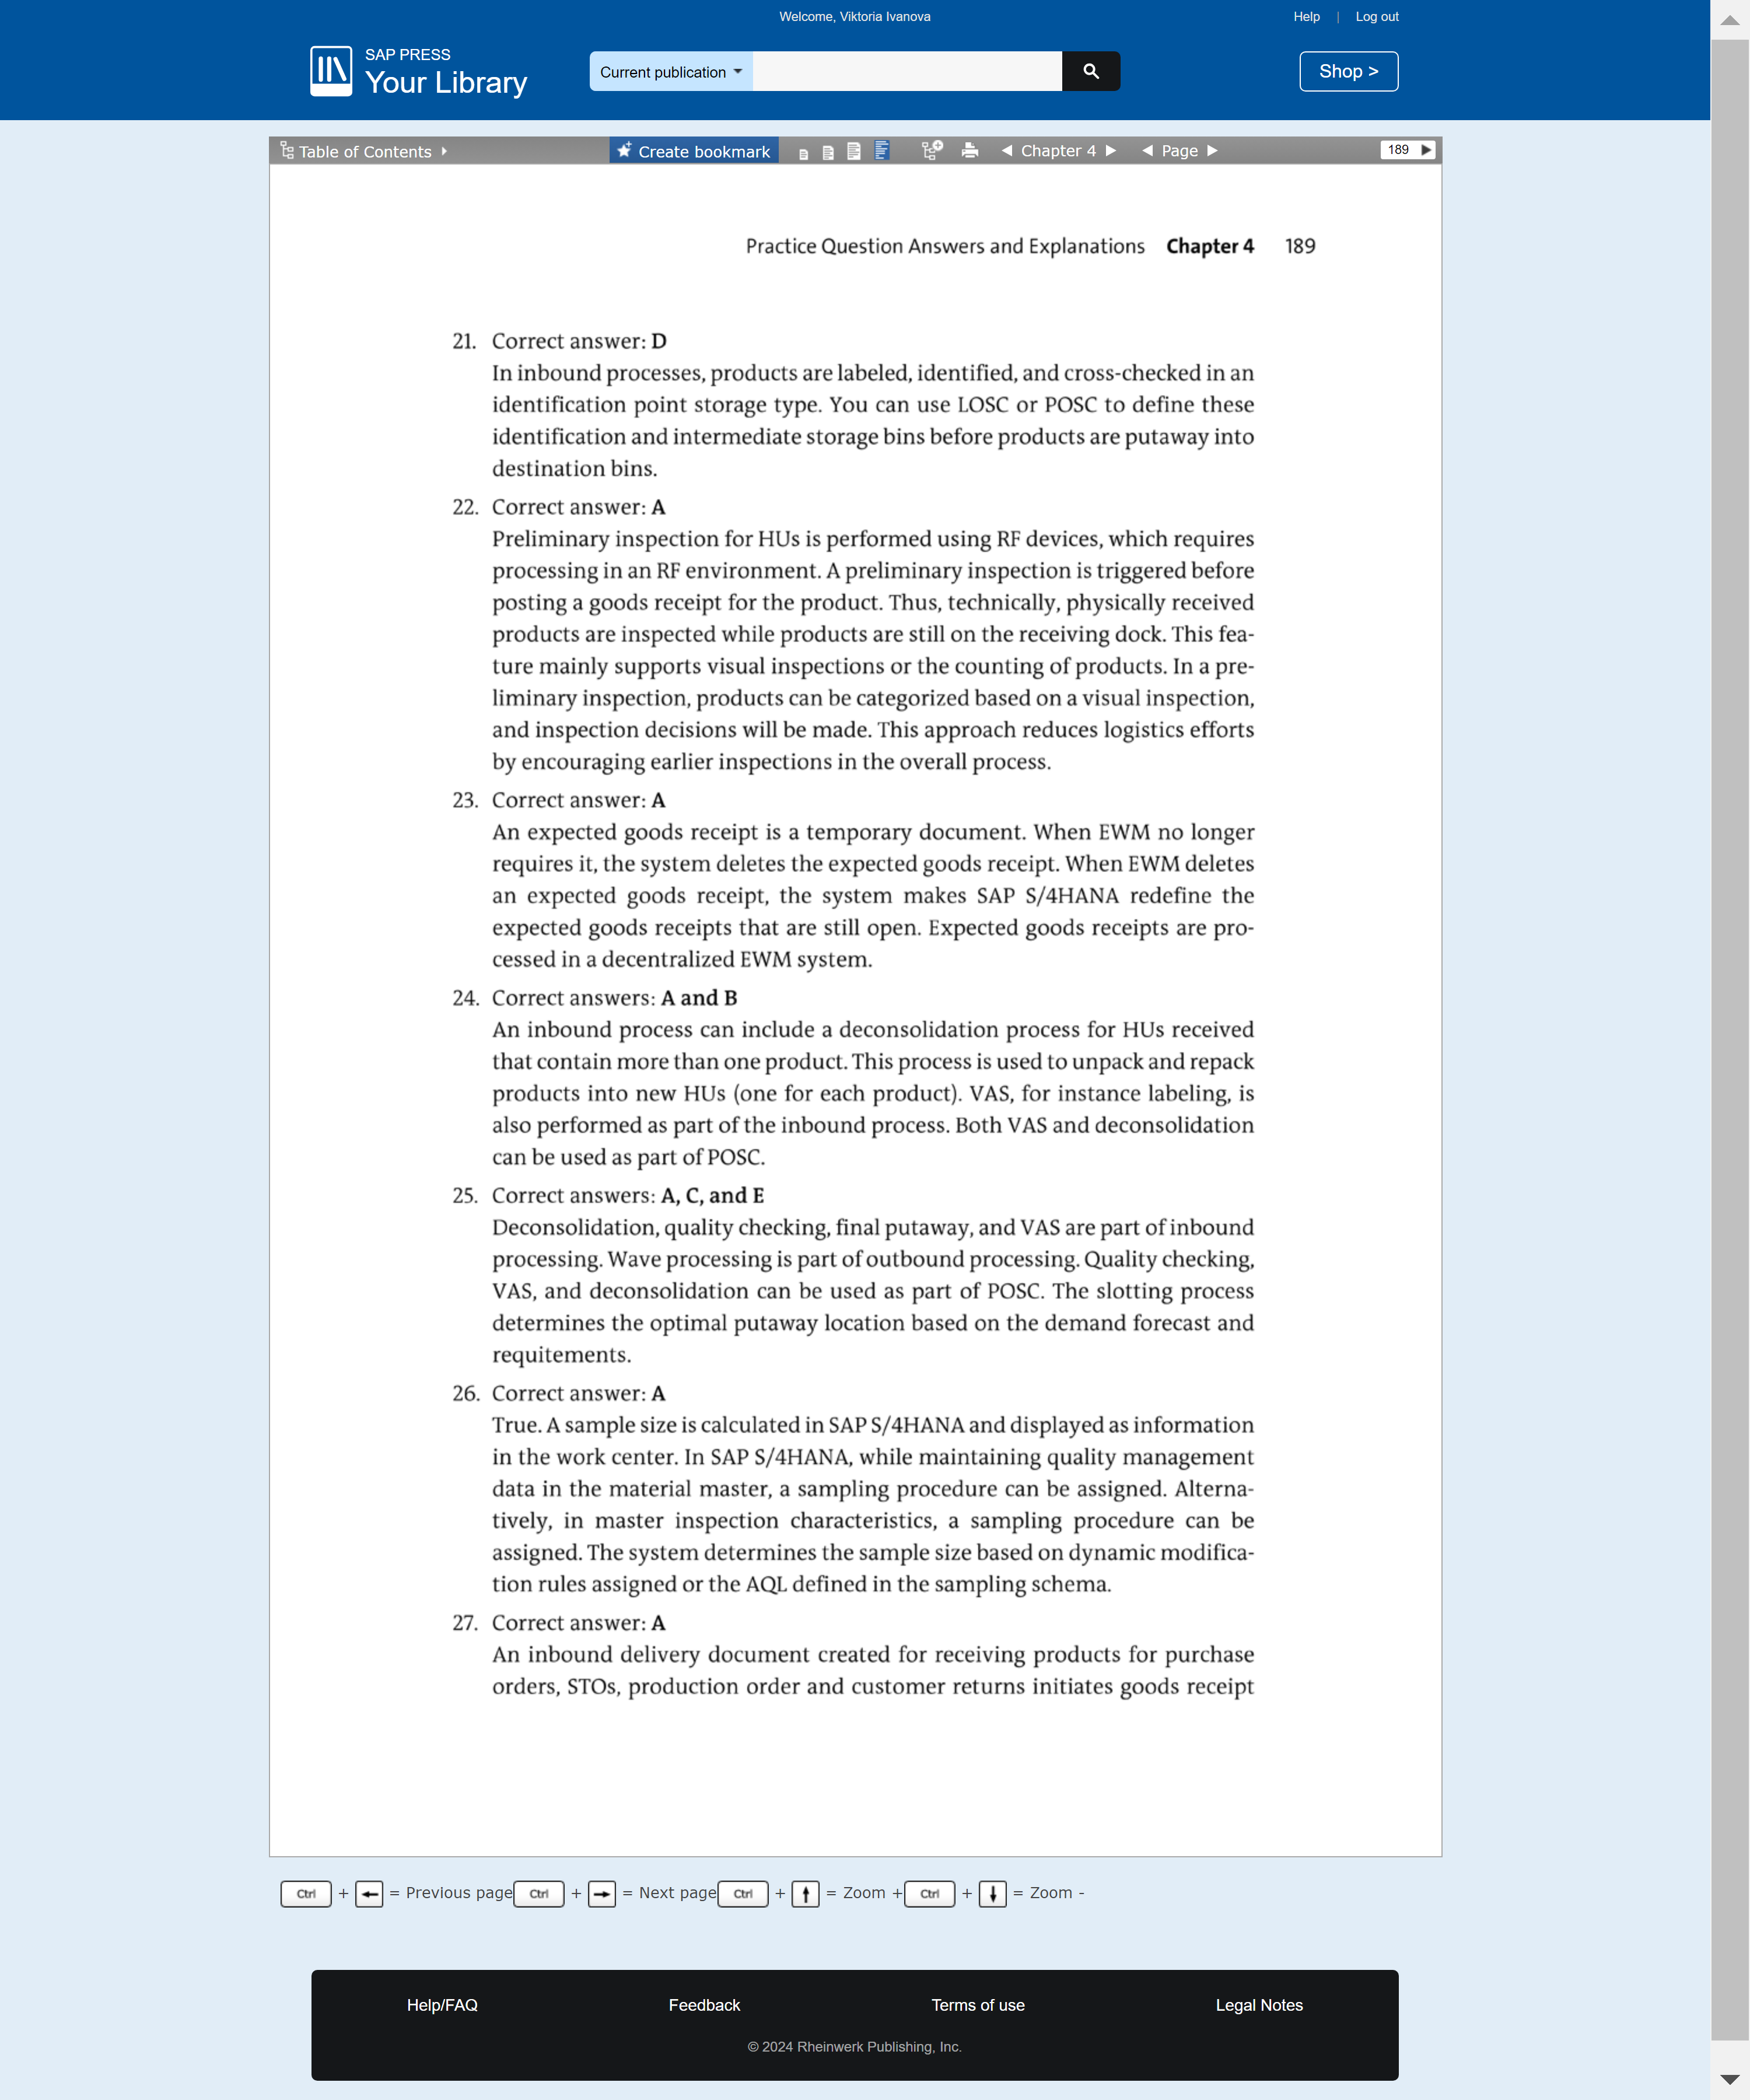 Welcome, Viktoria Ivanova
Help | Log out
SAP PRESS
Your Library
Current publication
Shop >
Table of Contents
Create bookmark
Chapter 4
Page
189
Practice Question Answers and Explanations Chapter 4 189
21. Correct answer: D
In inbound processes, products are labeled, identified, and cross-checked in an
identification point storage type. You can use LOSC or POSC to define these
identification and intermediate storage bins before products are putaway into
destination bins.
22. Correct answer: A
Preliminary inspection for HUs is performed using RF devices, which requires
processing in an RF environment. A preliminary inspection is triggered before
posting a goods receipt for the product. Thus, technically, physically received
products are inspected while products are still on the receiving dock. This fea-
ture mainly supports visual inspections or the counting of products. In a pre-
liminary inspection, products can be categorized based on a visual inspection,
and inspection decisions will be made. This approach reduces logistics efforts
by encouraging earlier inspections in the overall process.
23. Correct answer: A
An expected goods receipt is a temporary document. When EWM no longer
requires it, the system deletes the expected goods receipt. When EWM deletes
an expected goods receipt, the system makes SAP S/4HANA redefine the
expected goods receipts that are still open. Expected goods receipts are pro-
cessed in a decentralized EWM system.
24. Correct answers: A and B
An inbound process can include a deconsolidation process for HUs received
that contain more than one product. This process is used to unpack and repack
products into new HUs (one for each product). VAS, for instance labeling, is
also performed as part of the inbound process. Both VAS and deconsolidation
can be used as part of POSC.
25. Correct answers: A, C, and E
Deconsolidation, quality checking, final putaway, and VAS are part of inbound
processing. Wave processing is part of outbound processing. Quality checking,
VAS, and deconsolidation can be used as part of POSC. The slotting process
determines the optimal putaway location based on the demand forecast and
requitements.
26. Correct answer: A
True. A sample size is calculated in SAP S/4HANA and displayed as information
in the work center. In SAP S/4HANA, while maintaining quality management
data in the material master, a sampling procedure can be assigned. Alterna-
tively, in master inspection characteristics, a sampling procedure can be
assigned. The system determines the sample size based on dynamic modifica-
tion rules assigned or the AQL defined in the sampling schema.
27. Correct answer: A
An inbound delivery document created for receiving products for purchase
orders, STOs, production order and customer returns initiates goods receipt
Ctrl + ← = Previous page Ctrl + → = Next page Ctrl + ↑ = Zoom + Ctrl + ↓ = Zoom -
Help/FAQ Feedback Terms of use Legal Notes
© 2024 Rheinwerk Publishing, Inc.